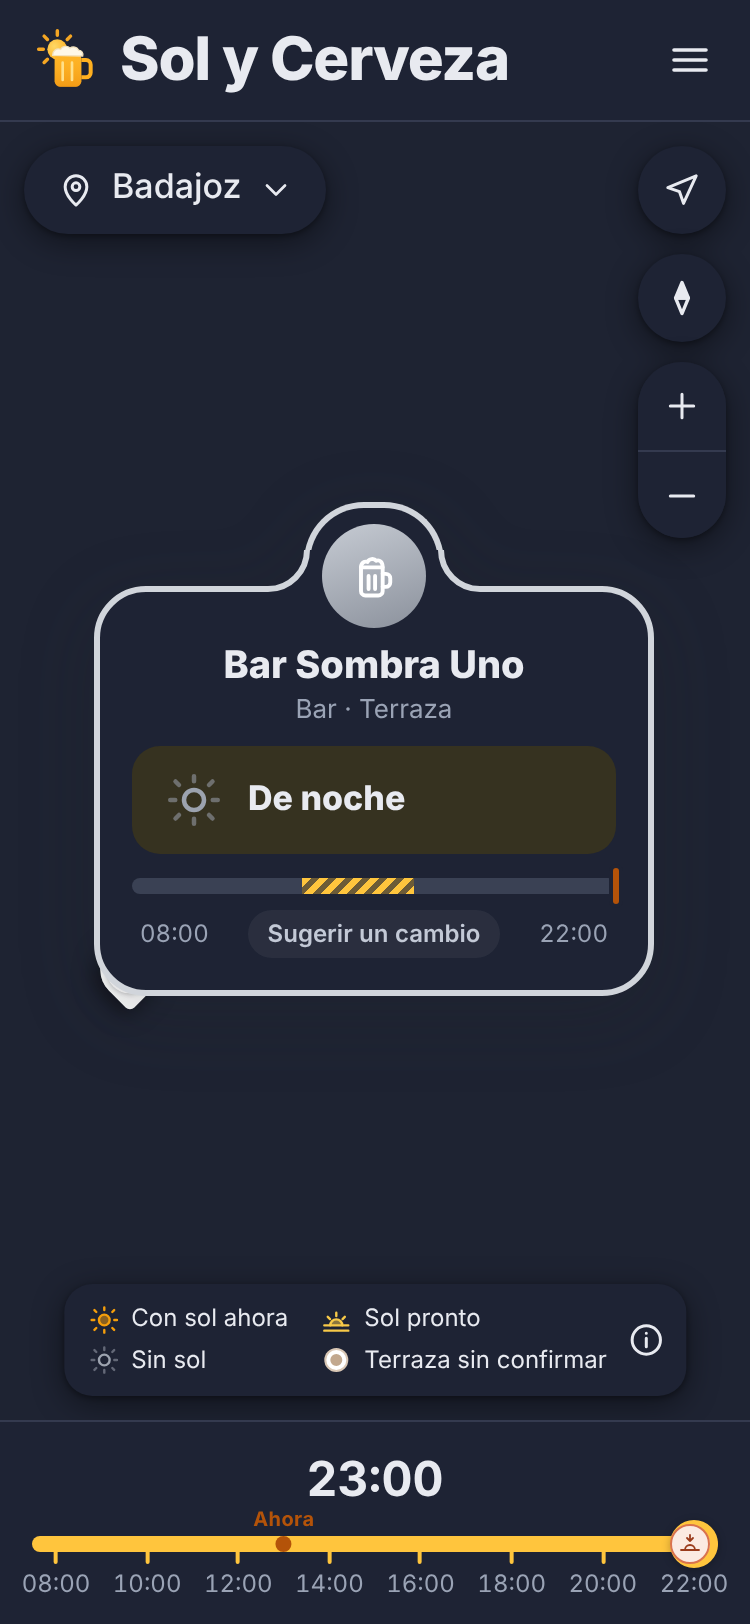 Sol y Cerveza
Badajoz
Bar Sombra Uno
Bar · Terraza
De noche
08:00 Sugerir un cambio 22:00
Con sol ahora Sol pronto
Sin sol Terraza sin confirmar
23:00
Ahora
08:00 10:00 12:00 14:00 16:00 18:00 20:00 22:00